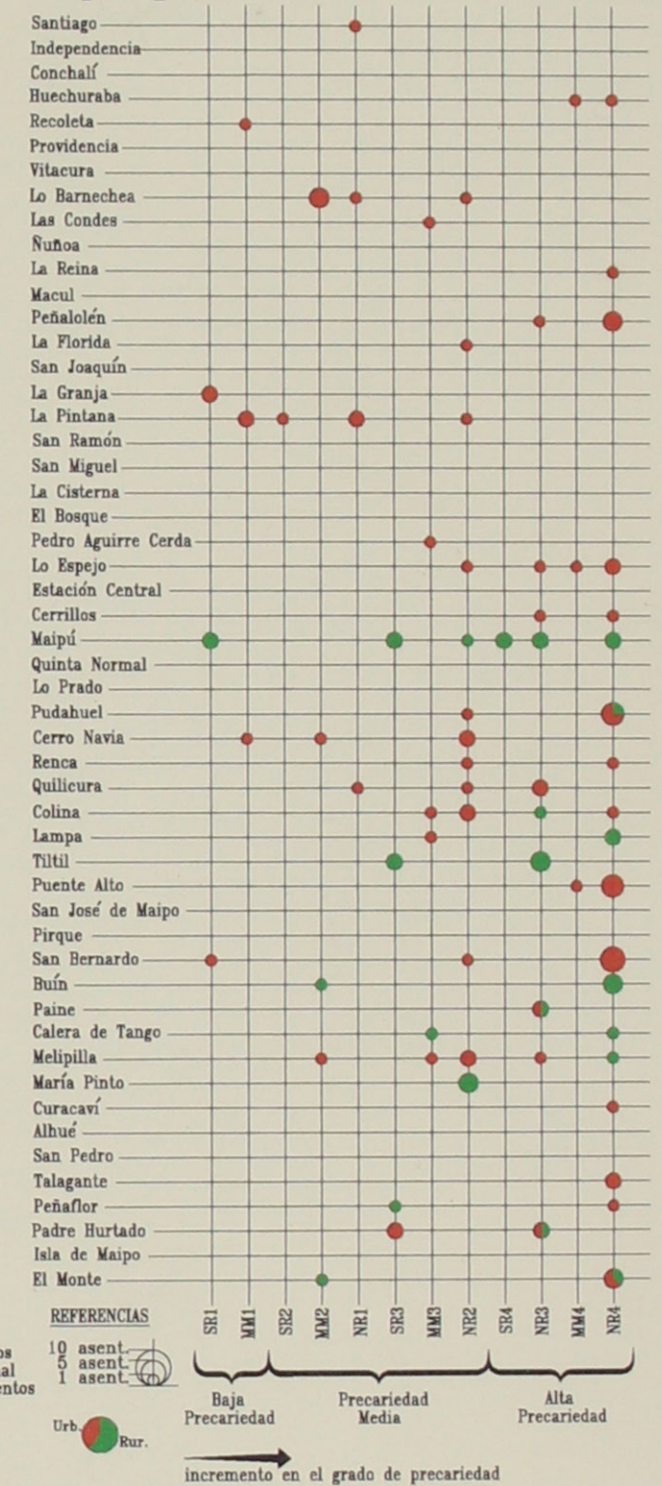 Santiago
Independencia
Conchalí
Huechuraba
Recoleta
Providencia
Vitacura
Lo Barnechea
Las Condes
Ñuñoa
La Reina
Macul
Peñalolén
La Florida
San Joaquín
La Granja
La Pintana
San Ramón
San Miguel
La Cisterna
El Bosque
Pedro Aguirre Cerda
Lo Espejo
Estación Central
Cerrillos
Maipú
Quinta Normal
Lo Prado
Pudahuel
Cerro Navia
Renca
Quilicura
Colina
Lampa
Tiltil
Puente Alto
San José de Maipo
Pirque
San Bernardo
Buín
Paine
Calera de Tango
Melipilla
María Pinto
Curacaví
Alhué
San Pedro
Talagante
Peñaflor
Padre Hurtado
Isla de Maipo
El Monte
SR1 MM1 SR2 MM2 NR1 SR3 MM3 NR2 SR4 NR3 MM4 NR4
REFERENCIAS
10 asent.
5 asent.
1 asent.
Baja Precariedad
Precariedad Media
Alta Precariedad
Urb.
Rur.
incremento en el grado de precariedad